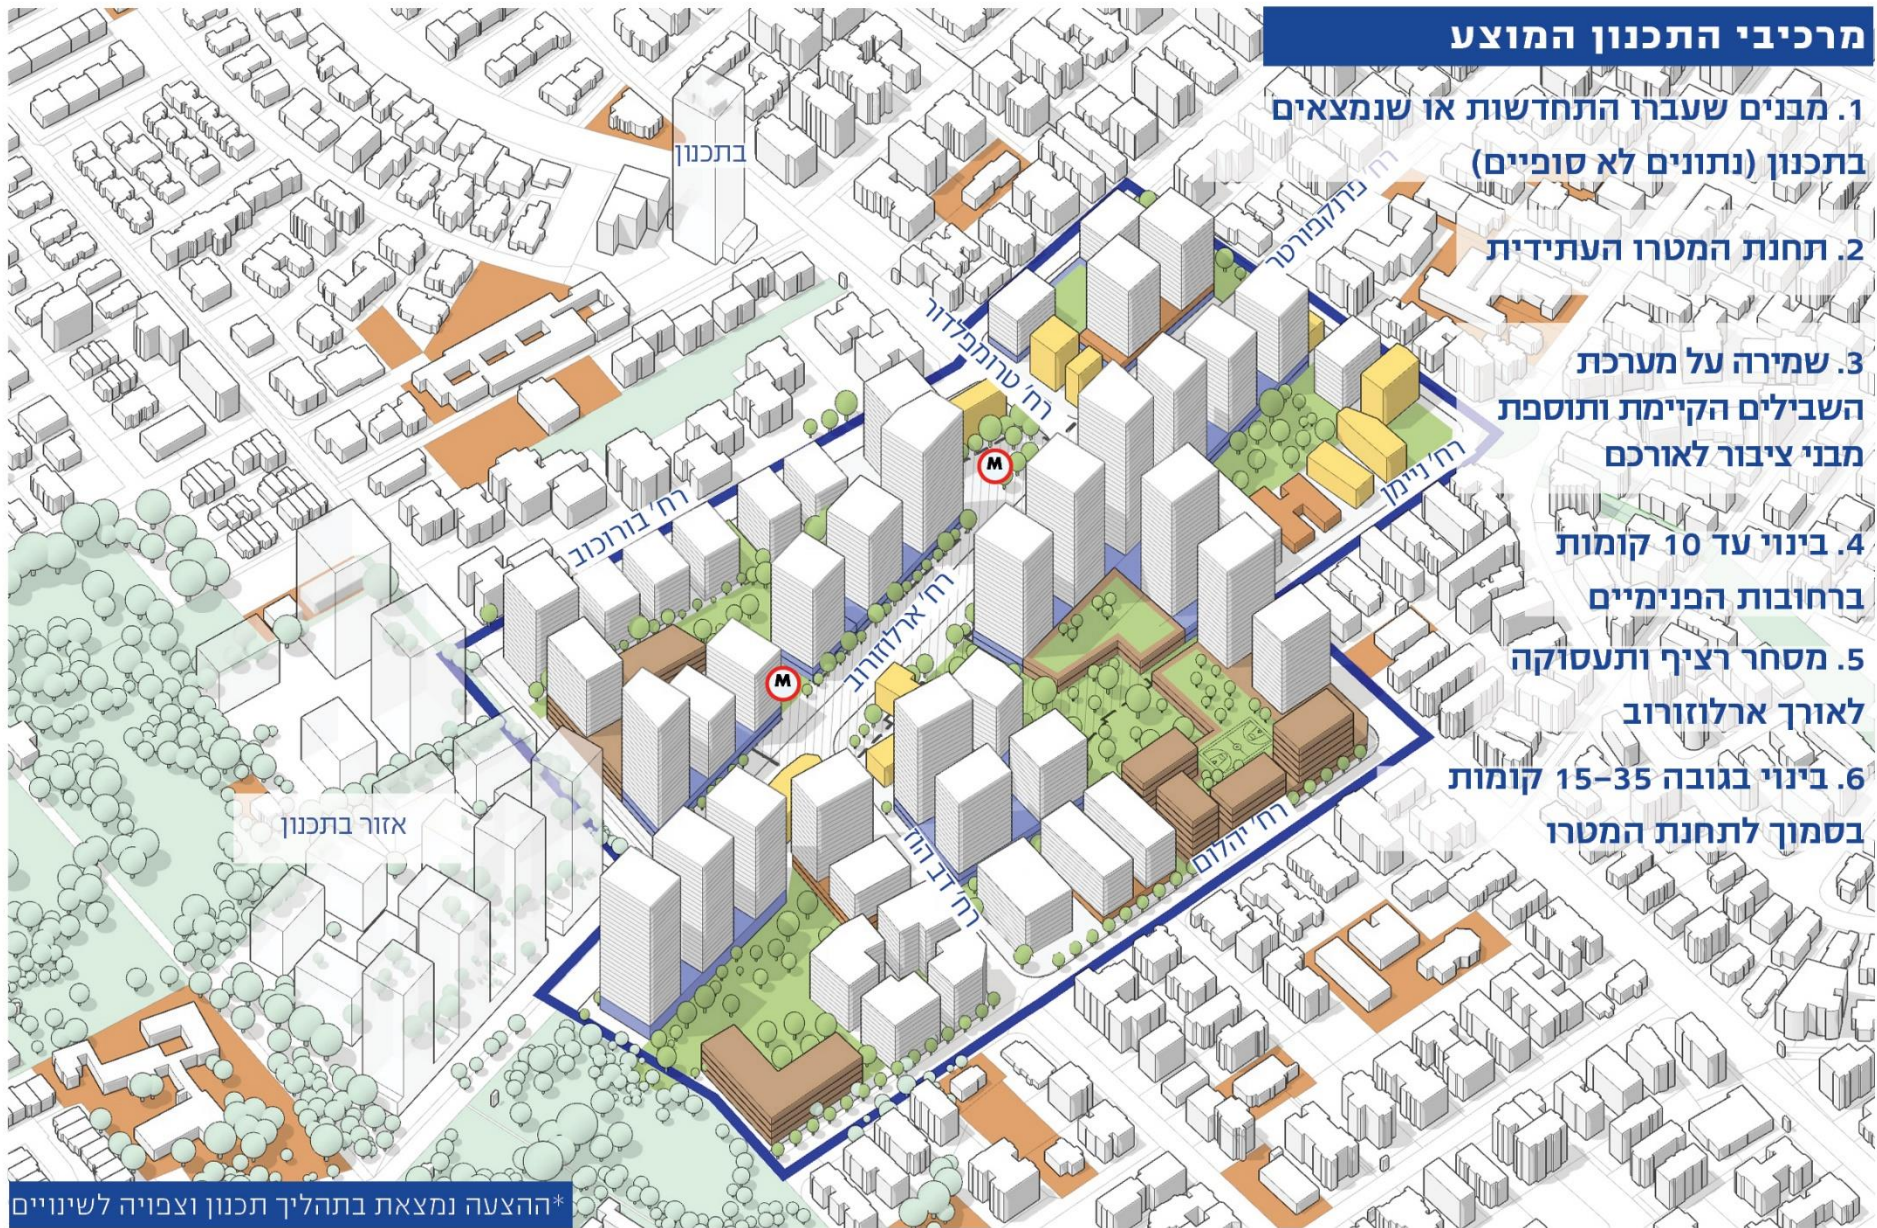 מרכיבי התכנון המוצע
1. מבנים שעברו התחדשות או שנמצאים
בתכנון (נתונים לא סופיים)
2. תחנת המטרו העתידית
3. שמירה על מערכת
השבילים הקיימת ותוספת
מבני ציבור לאורכם
4. בינוי עד 10 קומות
ברחובות הפנימיים
5. מסחר רציף ותעסוקה
לאורך ארלוזורוב
6. בינוי בגובה 15-35 קומות
בסמוך לתחנת המטרו
בתכנון
רח' פרנקפורטר
רח' טרומפלדור
רח' ניימן
M
רח' בורוכוב
רח' ארלוזורוב
M
אזור בתכנון
רח' יהלום
רח' דב הוז
*ההצעה נמצאת בתהליך תכנון וצפויה לשינויים